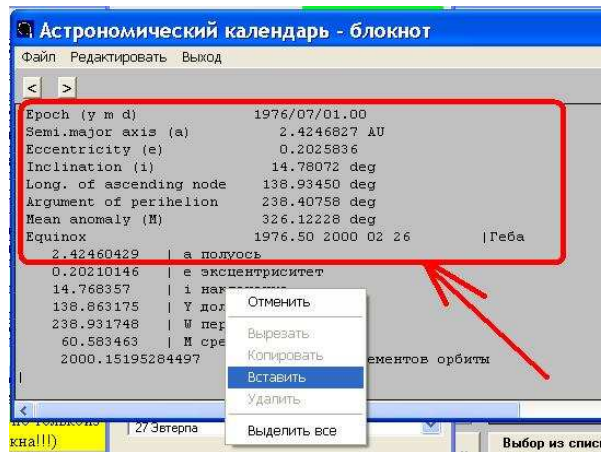 Астрономический календарь - блокнот
Файл Редактировать Выход
< >
Epoch (y m d) 1976/07/01.00
Semi.major axis (a) 2.4246827 AU
Eccentricity (e) 0.2025836
Inclination (i) 14.78072 deg
Long. of ascending node 138.93450 deg
Argument of perihelion 238.40758 deg
Mean anomaly (M) 326.12228 deg
Equinox 1976.50 2000 02 26 |Геба
2.42460429 | а полуось
0.20210146 | е эксцентриситет
14.768357 | i нак
138.863175 | Y дол
238.931748 | W пер
60.583463 | M сре
2000.15195284497 ементов орбиты
Отменить
Вырезать
Копировать
Вставить
Удалить
Выделить все
27 Эвтерпа
кна!!!)
Выбор из списк